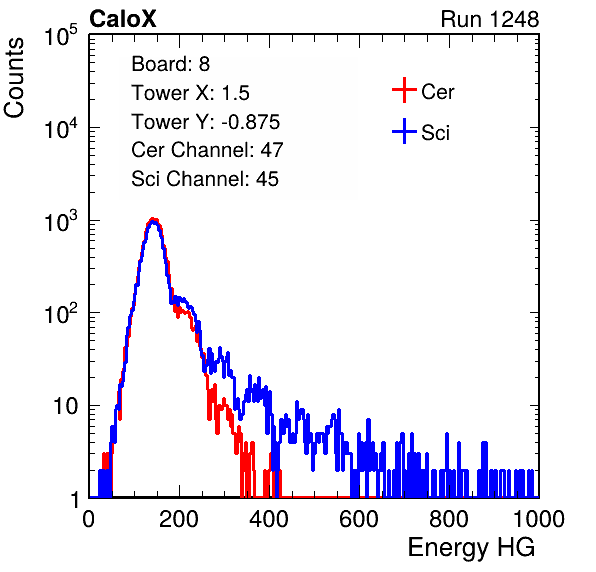 CaloX Run 1248
Counts
10^5
10^4
10^3
10^2
10
1
Board: 8
Tower X: 1.5
Tower Y: -0.875
Cer Channel: 47
Sci Channel: 45
Cer
Sci
0 200 400 600 800 1000
Energy HG